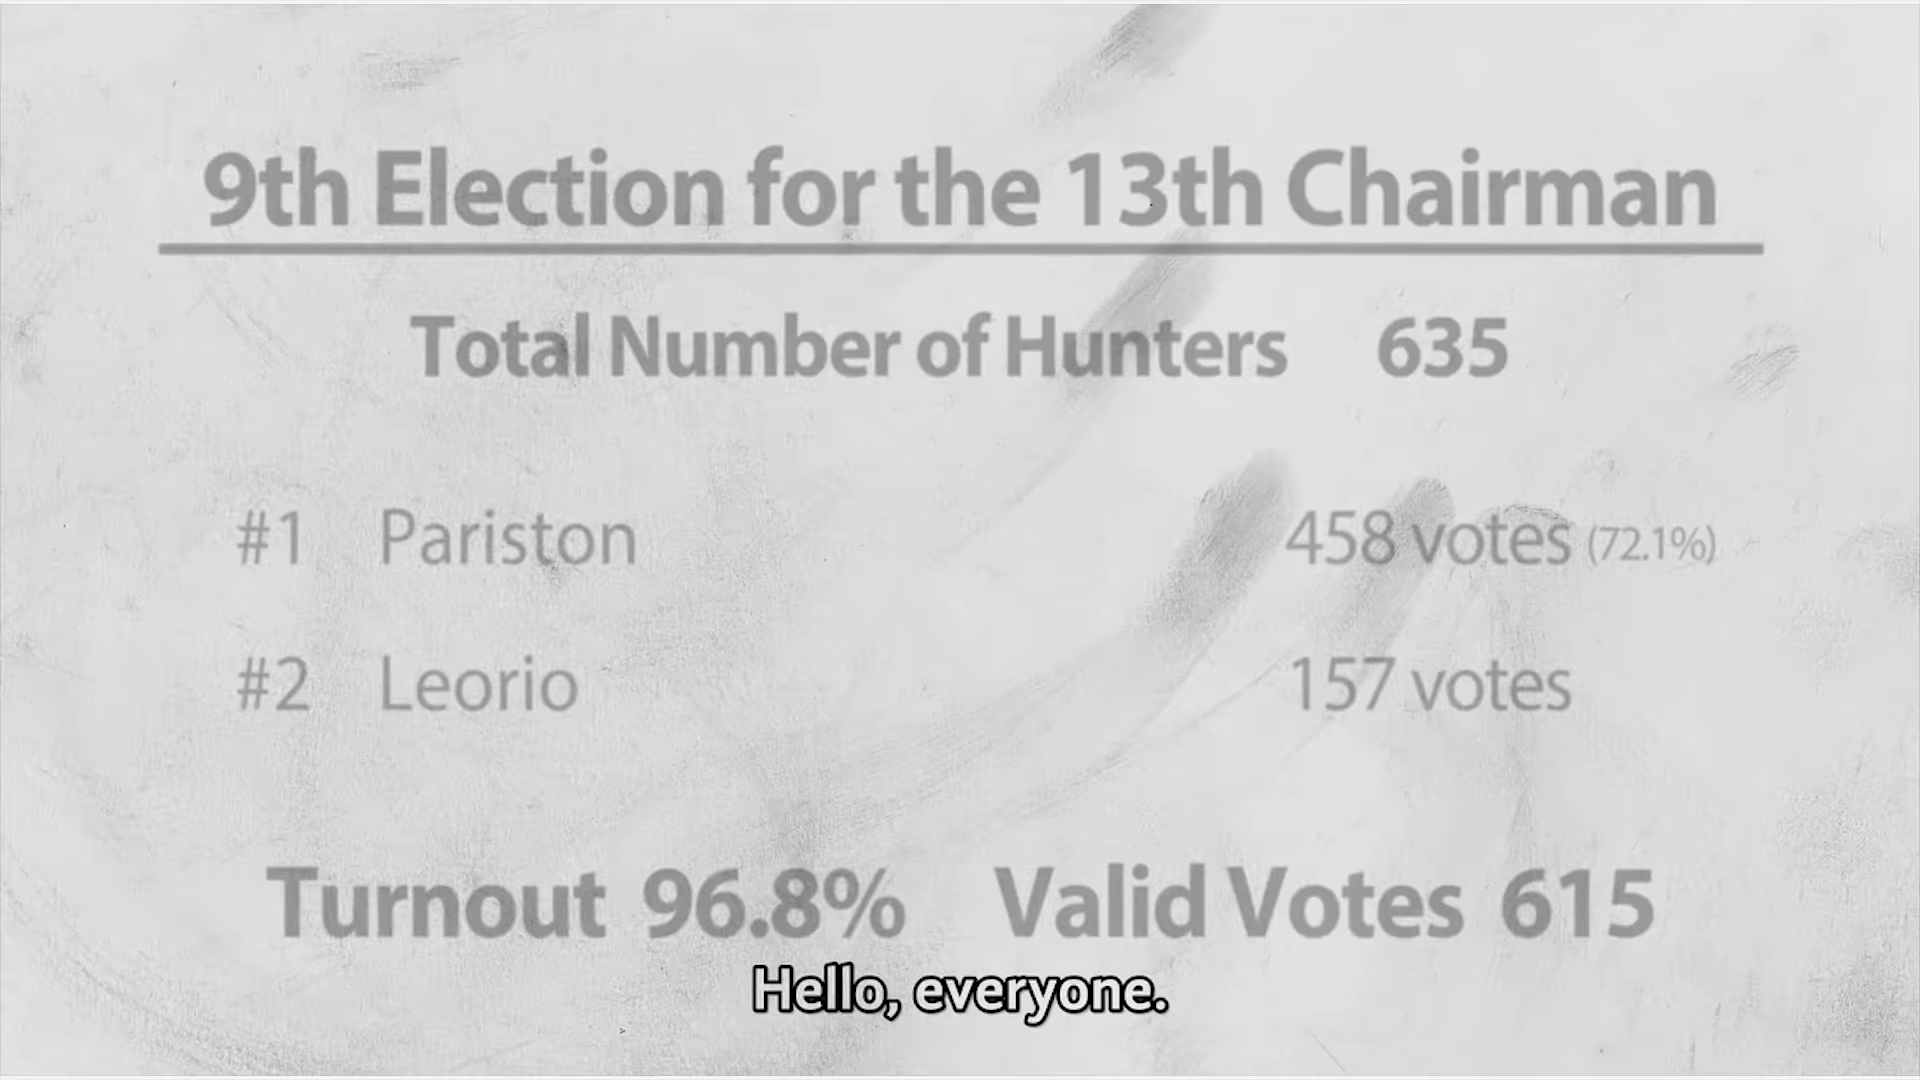 9th Election for the 13th Chairman
Total Number of Hunters 635
#1 Pariston 458 votes (72.1%)
#2 Leorio 157 votes
Turnout 96.8% Valid Votes 615
Hello, everyone.